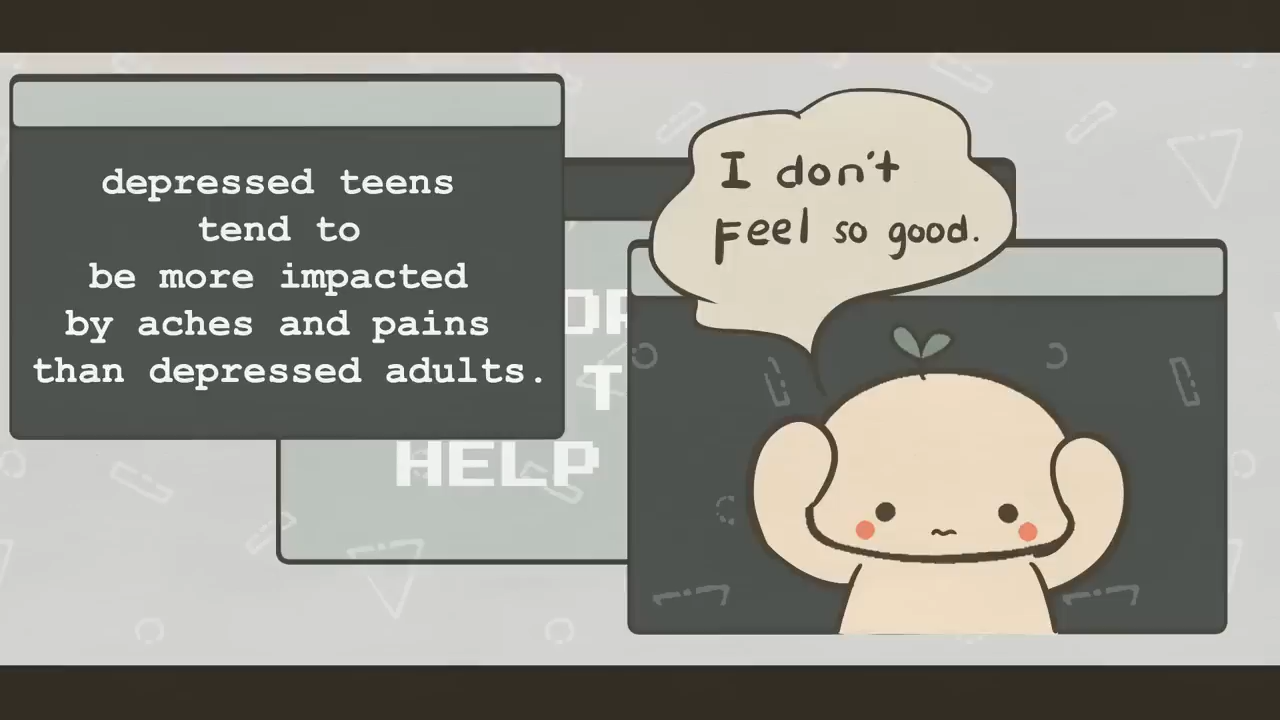 depressed teens
tend to
be more impacted
by aches and pains
than depressed adults.
I don't
Feel so good.
HELP